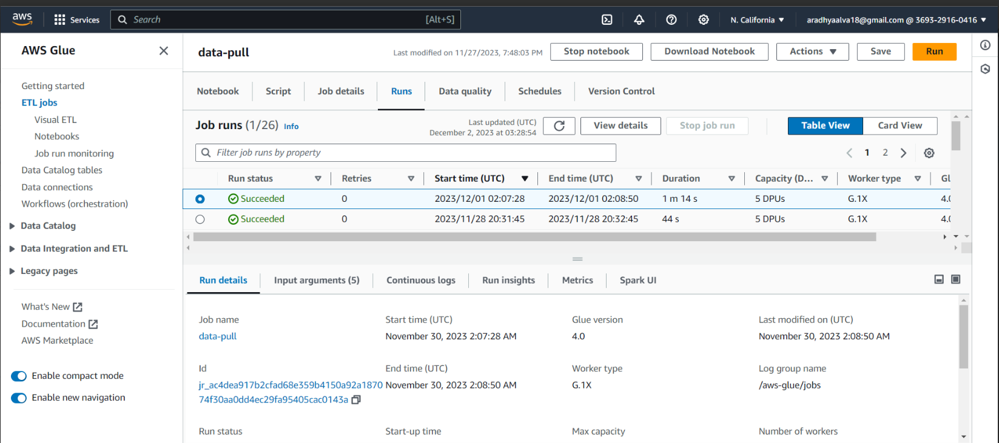 aws Services Search [Alt+S] N. California ▼ aradhyaalva18@gmail.com @ 3693-2916-0416 ▼
AWS Glue
Getting started
ETL jobs
Visual ETL
Notebooks
Job run monitoring
Data Catalog tables
Data connections
Workflows (orchestration)
Data Catalog
Data Integration and ETL
Legacy pages
What's New
Documentation
AWS Marketplace
Enable compact mode
Enable new navigation
data-pull Last modified on 11/27/2023, 7:48:03 PM Stop notebook Download Notebook Actions ▼ Save Run
Notebook Script Job details Runs Data quality Schedules Version Control
Job runs (1/26) Info Last updated (UTC) View details Stop job run Table View Card View
December 2, 2023 at 03:28:54
Filter job runs by property 1 2
Run status Retries Start time (UTC) End time (UTC) Duration Capacity (D... Worker type Gl
Succeeded 0 2023/12/01 02:07:28 2023/12/01 02:08:50 1 m 14 s 5 DPUs G.1X 4.0
Succeeded 0 2023/11/28 20:31:45 2023/11/28 20:32:45 44 s 5 DPUs G.1X 4.0
Run details Input arguments (5) Continuous logs Run insights Metrics Spark UI
Job name Start time (UTC) Glue version Last modified on (UTC)
data-pull November 30, 2023 2:07:28 AM 4.0 November 30, 2023 2:08:50 AM
Id End time (UTC) Worker type Log group name
jr_ac4dea917b2cfad68e359b4150a92a1870 November 30, 2023 2:08:50 AM G.1X /aws-glue/jobs
74f30aa0dd4ec29fa95405cac0143a
Run status Start-up time Max capacity Number of workers